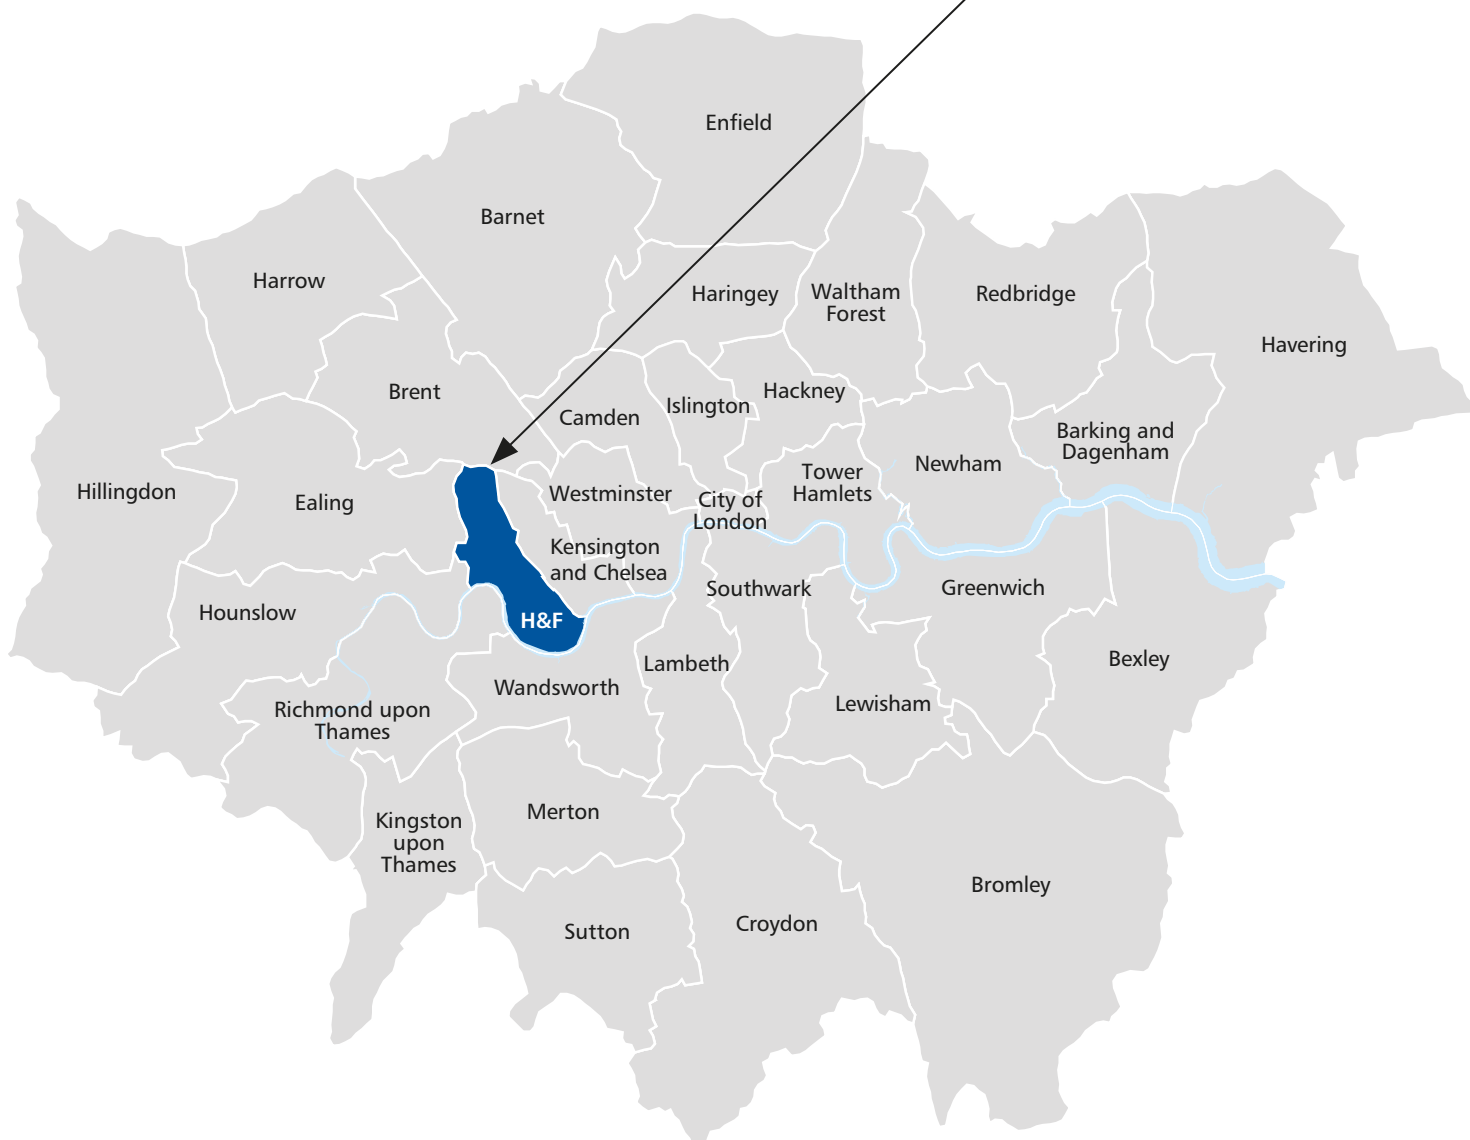 Enfield
Barnet
Harrow
Haringey
Waltham
Forest
Redbridge
Havering
Brent
Camden
Islington
Hackney
Barking and
Dagenham
Hillingdon
Ealing
Westminster
City of
London
Tower
Hamlets
Newham
Kensington
and Chelsea
Southwark
Greenwich
Hounslow
H&F
Lambeth
Bexley
Wandsworth
Lewisham
Richmond upon
Thames
Merton
Kingston
upon
Thames
Bromley
Sutton
Croydon